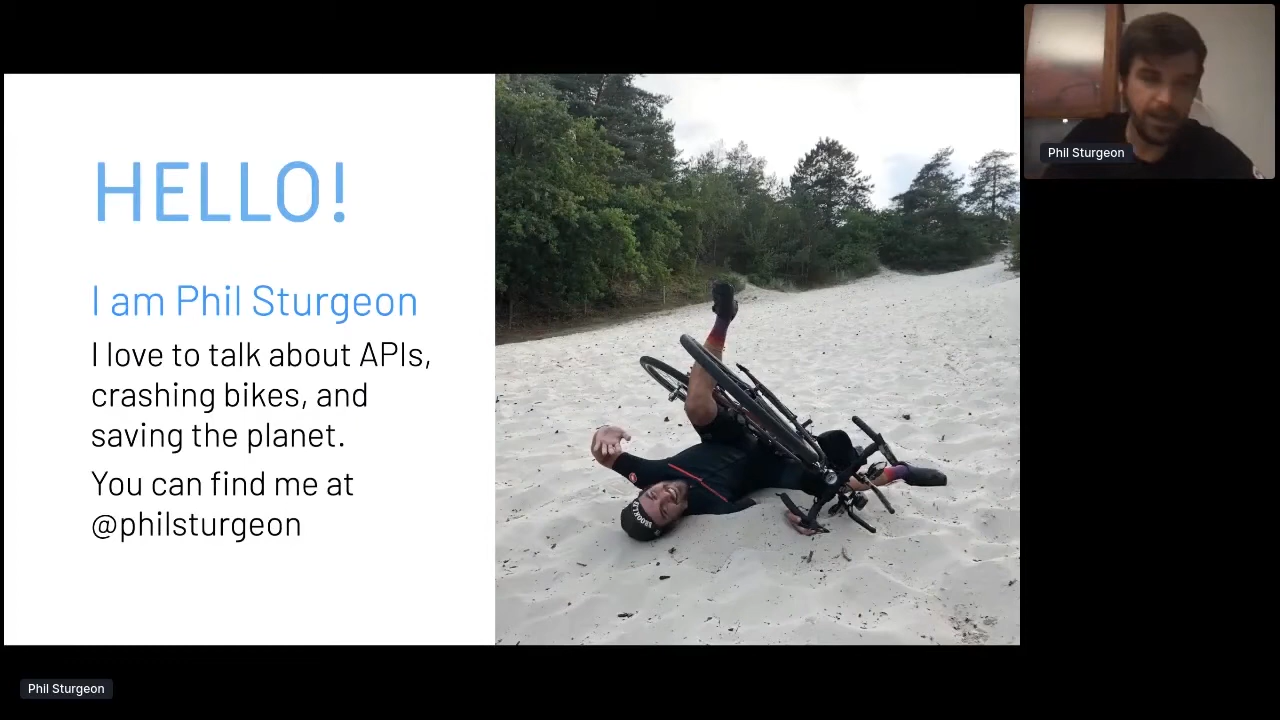 HELLO!
I am Phil Sturgeon
I love to talk about APIs,
crashing bikes, and
saving the planet.
You can find me at
@philsturgeon
Phil Sturgeon
Phil Sturgeon